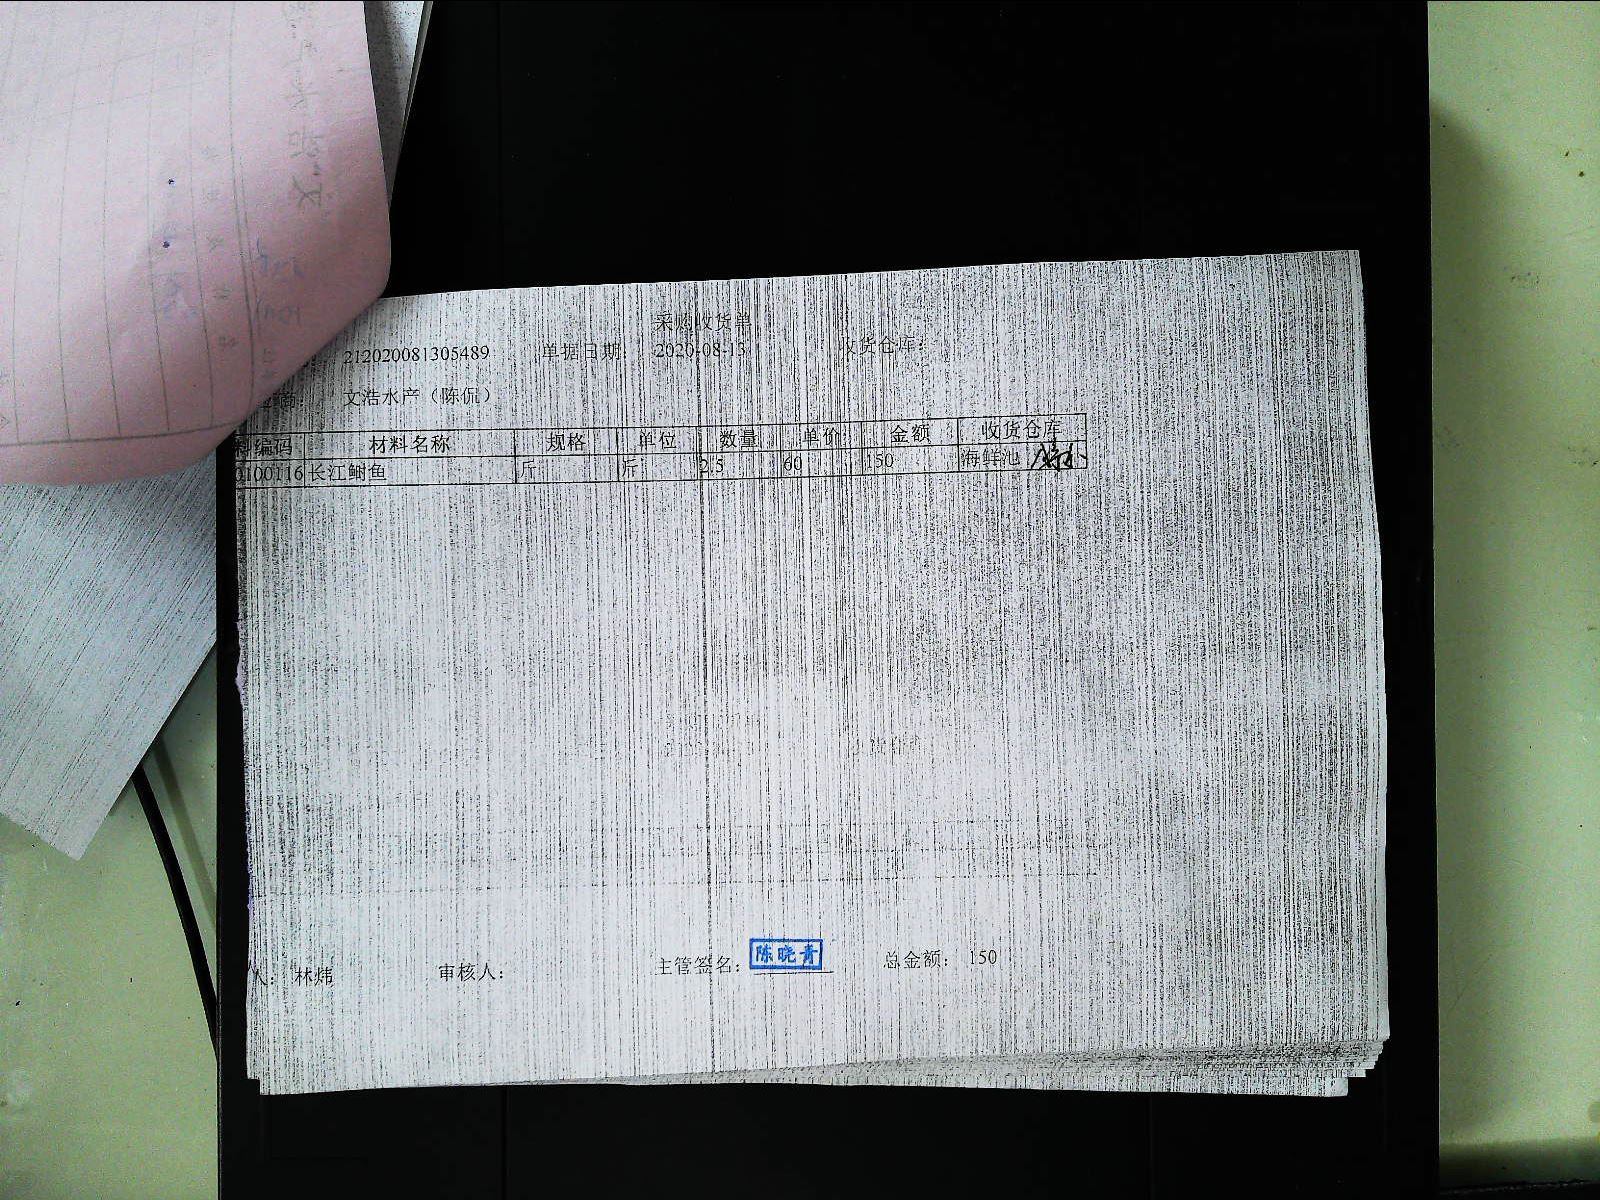 采购收货单
212020081305489 单据日期： 2020-08-13 收货仓库：
文浩水产（陈侃）
料编码 材料名称 规格 单位 数量 单价 金额 收货仓库
0100116 长江鲥鱼 斤 斤 2.5 60 150 海鲜池
人： 林炜 审核人： 主管签名： 陈晓青 总金额： 150